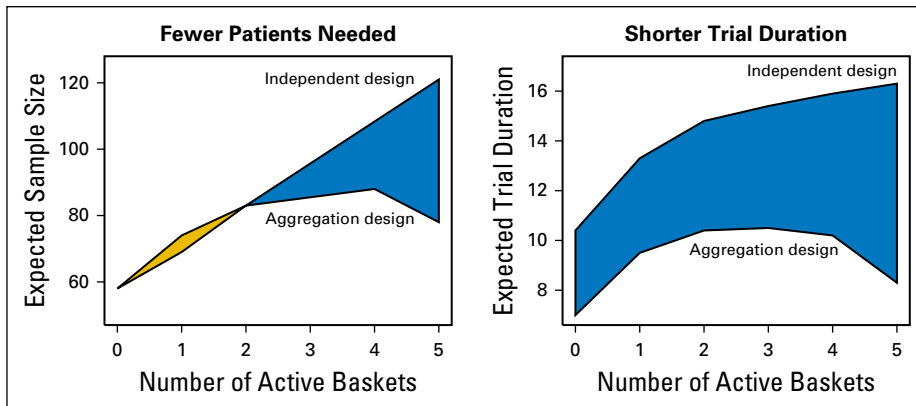 Fewer Patients Needed
Expected Sample Size
120
100
80
60
Independent design
Aggregation design
0 1 2 3 4 5
Number of Active Baskets
Shorter Trial Duration
Expected Trial Duration
16
14
12
10
8
Independent design
Aggregation design
0 1 2 3 4 5
Number of Active Baskets